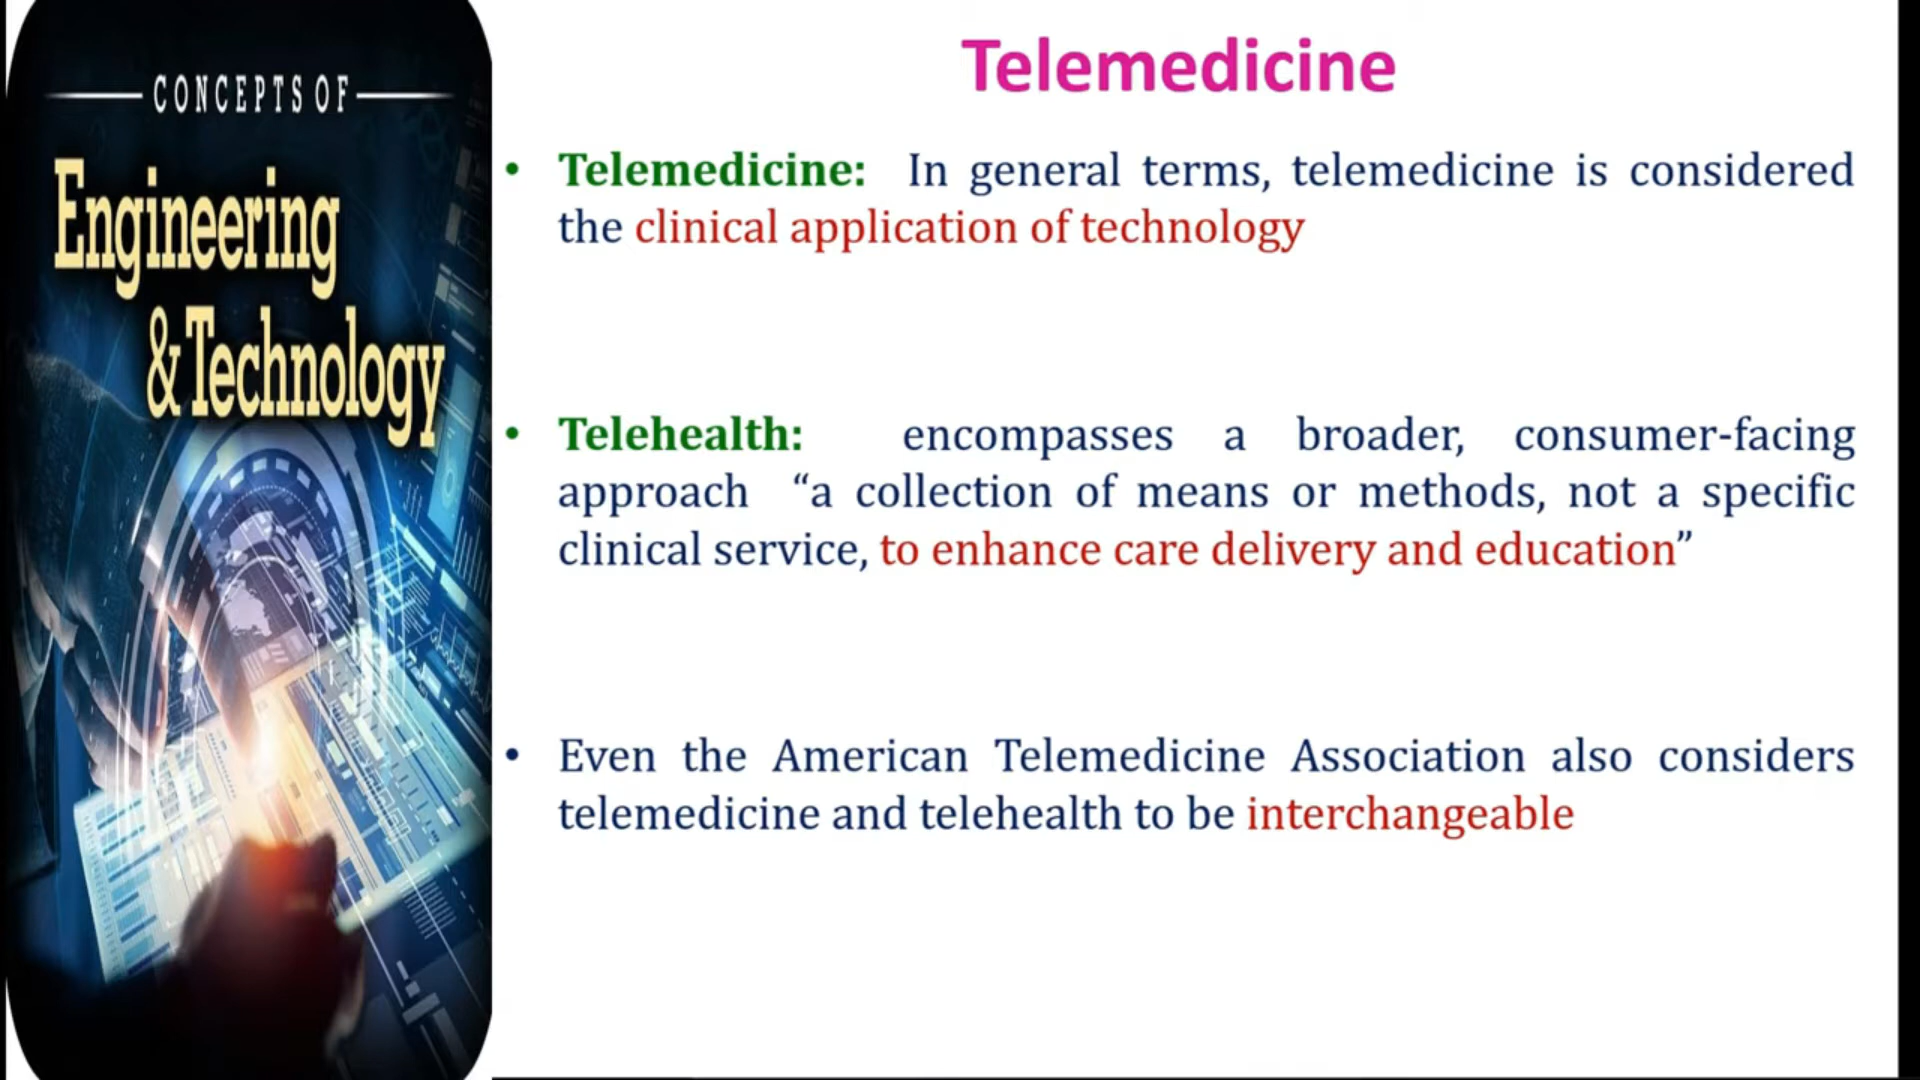 CONCEPTS OF
Engineering
& Technology
Telemedicine
• Telemedicine: In general terms, telemedicine is considered
the clinical application of technology
• Telehealth: encompasses a broader, consumer-facing
approach “a collection of means or methods, not a specific
clinical service, to enhance care delivery and education”
• Even the American Telemedicine Association also considers
telemedicine and telehealth to be interchangeable